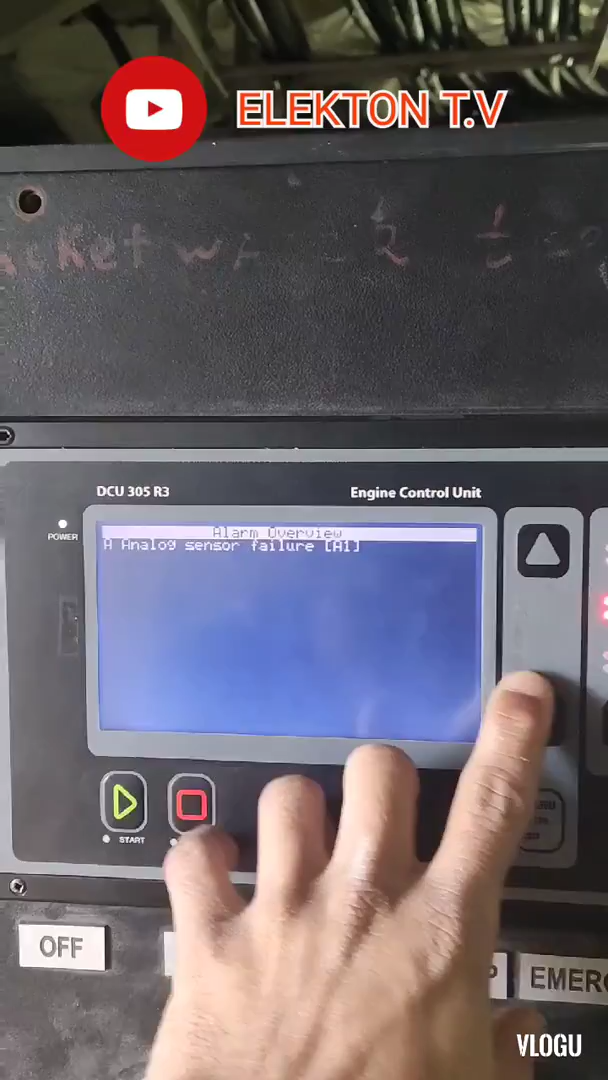 ELEKTON T.V
DCU 305 R3
Engine Control Unit
POWER
Alarm Overview
A Analog sensor failure [A1]
START
OFF
EMERG
VLOGU